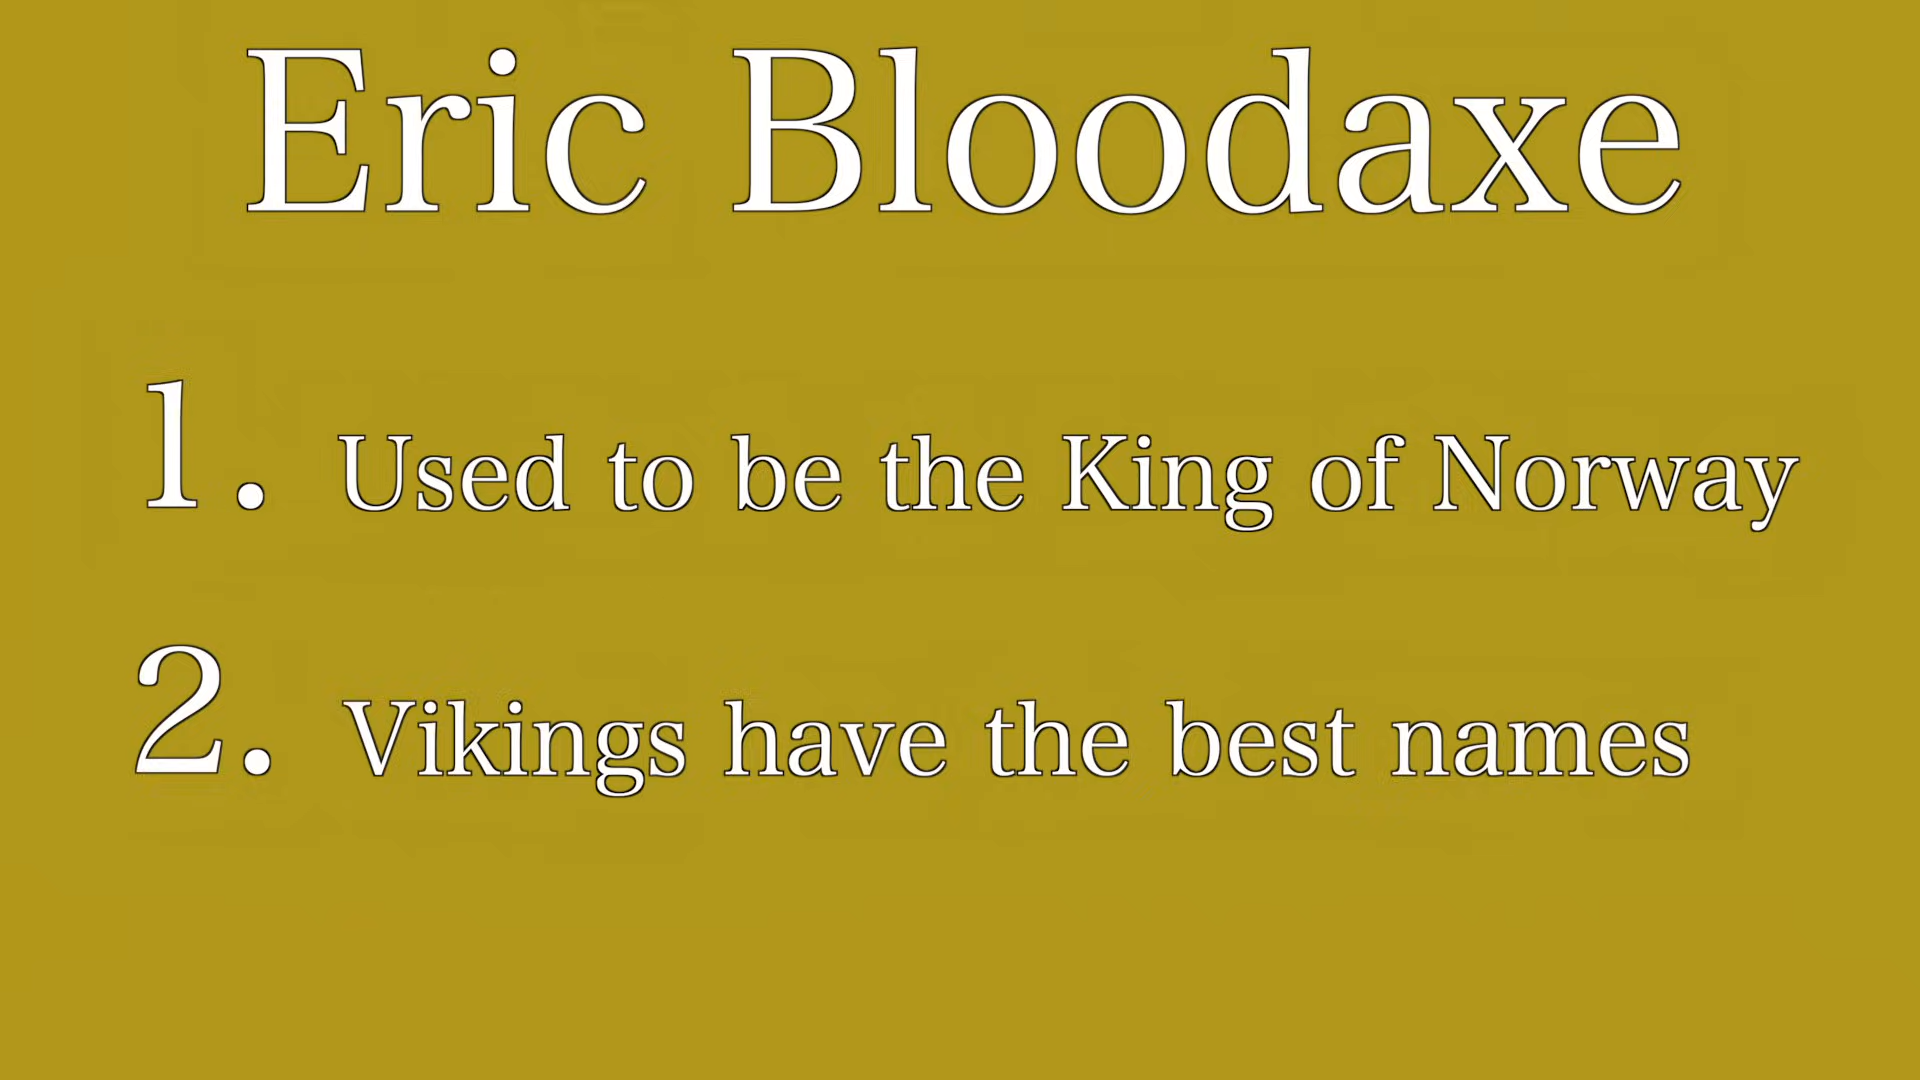 Eric Bloodaxe
1. Used to be the King of Norway
2. Vikings have the best names